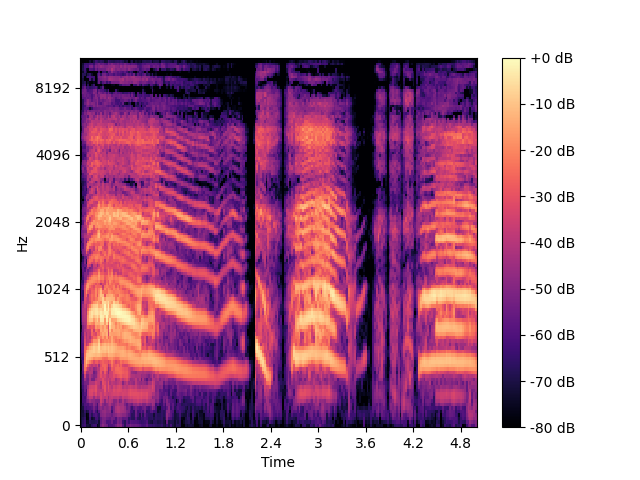 8192
4096
2048
1024
512
0
Hz
0 0.6 1.2 1.8 2.4 3 3.6 4.2 4.8
Time
+0 dB
-10 dB
-20 dB
-30 dB
-40 dB
-50 dB
-60 dB
-70 dB
-80 dB